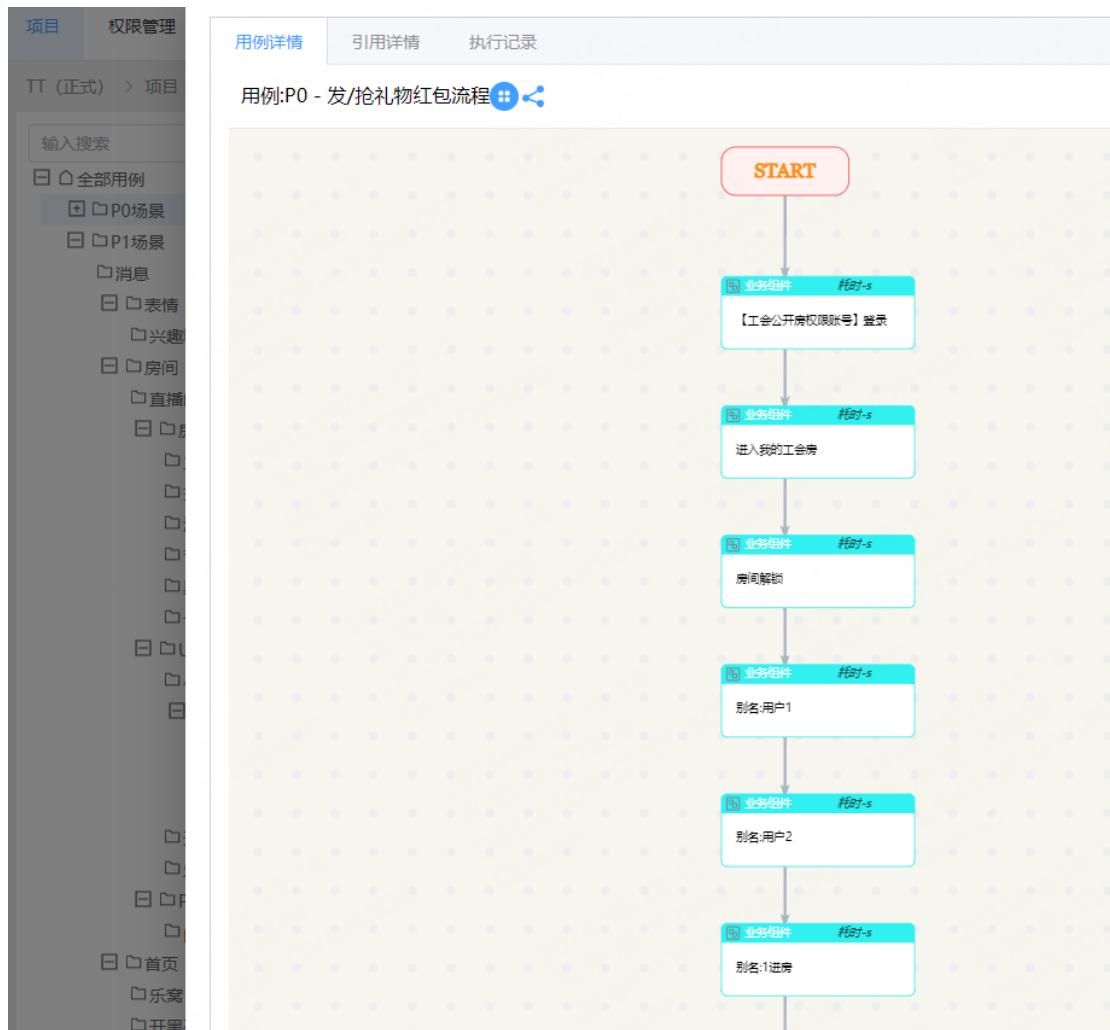 项目
权限管理
TT（正式） > 项目
输入搜索
全部用例
P0场景
P1场景
消息
表情
兴趣
房间
直播
首页
乐窝
开黑
用例详情
引用详情
执行记录
用例:P0 - 发/抢礼物红包流程
START
业务组件 耗时-s
【工会公开房权限账号】登录
业务组件 耗时-s
进入我的工会房
业务组件 耗时-s
房间解锁
业务组件 耗时-s
别名:用户1
业务组件 耗时-s
别名:用户2
业务组件 耗时-s
别名:1进房